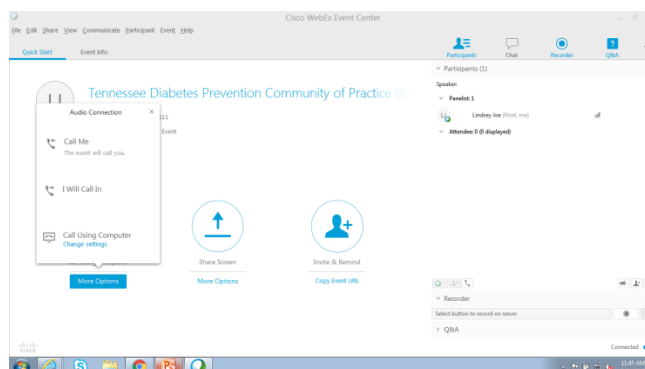 Cisco WebEx Event Center
File Edit Share View Communicate Participant Event Help
Quick Start Event Info
Participants Chat Recorder Q&A
Participants (1)
Speaker:
Panelist: 1
Lindsey Joe (Host, me)
Attendee: 0 (0 displayed)
Tennessee Diabetes Prevention Community of Practice
Event
Audio Connection ×
Call Me
The event will call you.
I Will Call In
Call Using Computer
Change settings
More Options
Share Screen
More Options
Invite & Remind
Copy Event URL
Recorder
Select button to record on server
Q&A
Connected
11:45 AM